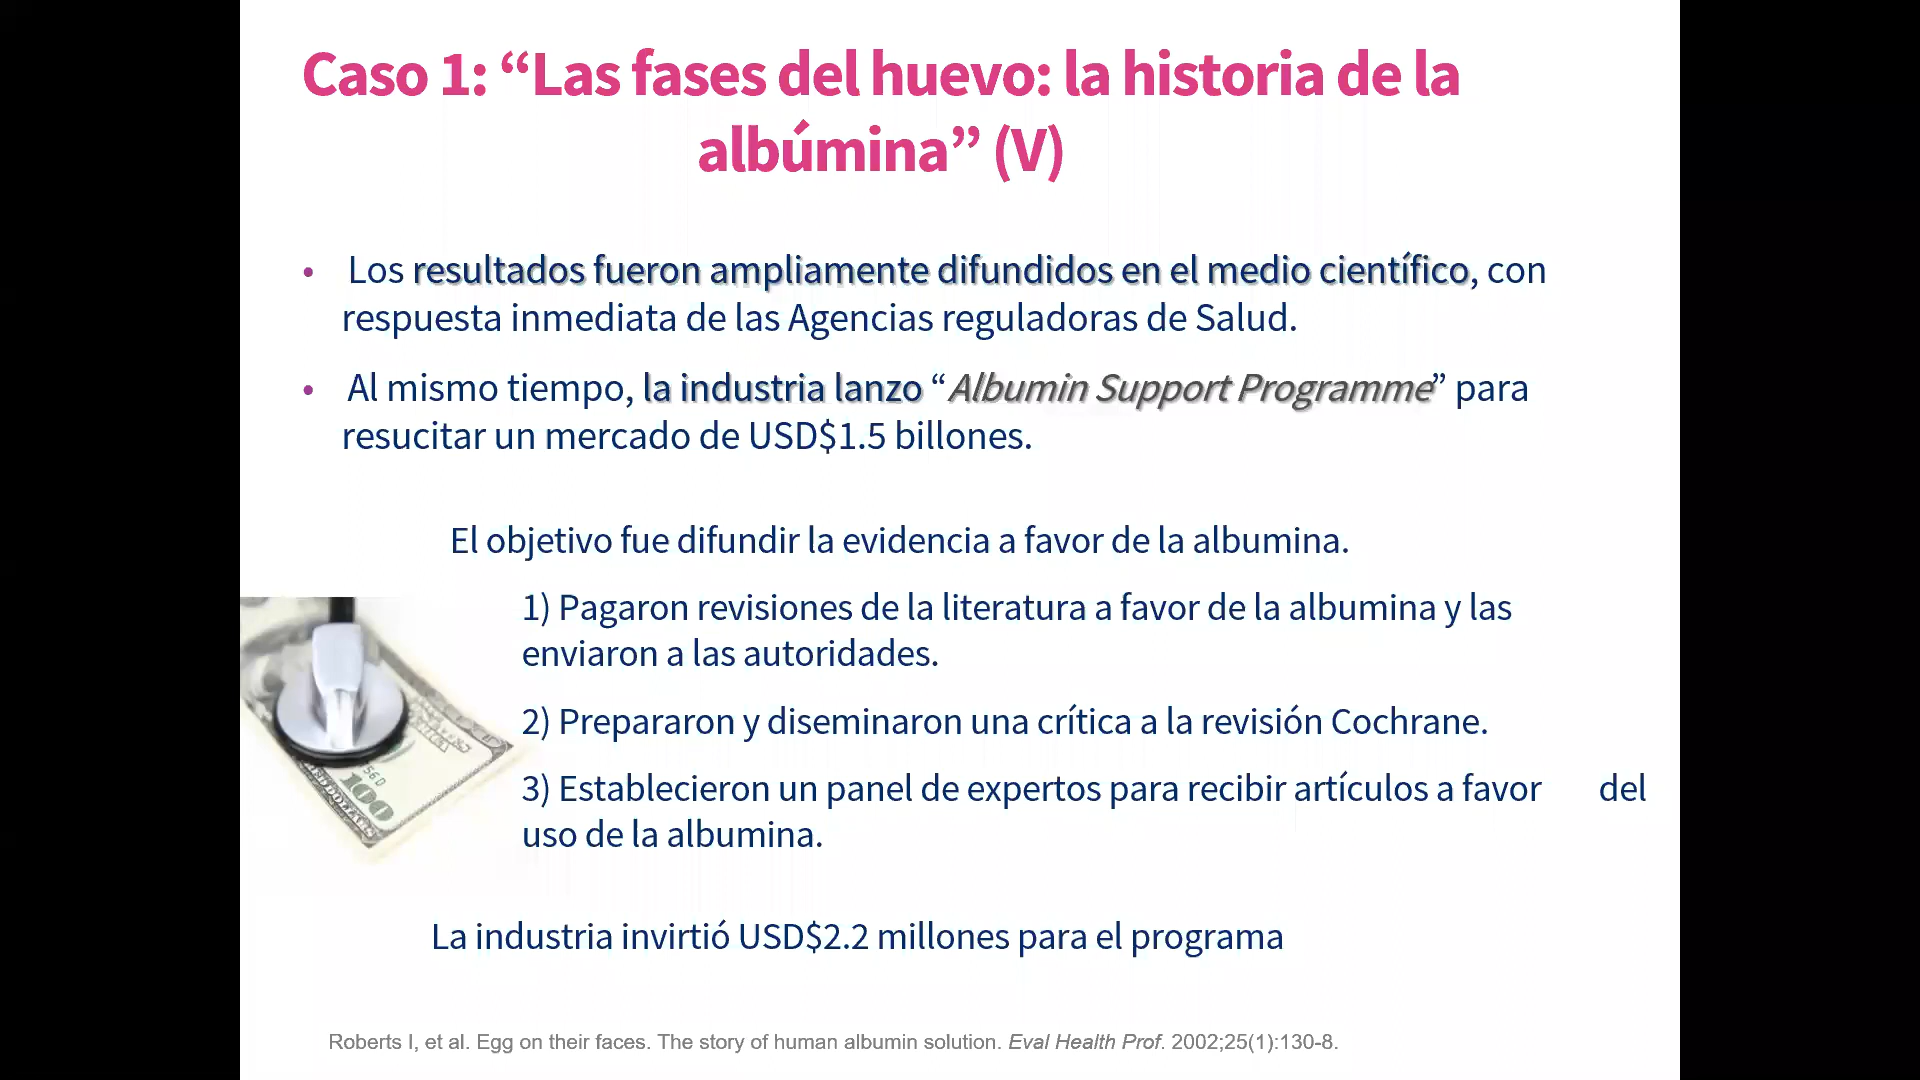 Caso 1: “Las fases del huevo: la historia de la
albúmina” (V)
• Los resultados fueron ampliamente difundidos en el medio científico, con
respuesta inmediata de las Agencias reguladoras de Salud.
• Al mismo tiempo, la industria lanzo “Albumin Support Programme” para
resucitar un mercado de USD$1.5 billones.
El objetivo fue difundir la evidencia a favor de la albumina.
1) Pagaron revisiones de la literatura a favor de la albumina y las
enviaron a las autoridades.
2) Prepararon y diseminaron una crítica a la revisión Cochrane.
3) Establecieron un panel de expertos para recibir artículos a favor del
uso de la albumina.
100
La industria invirtió USD$2.2 millones para el programa
Roberts I, et al. Egg on their faces. The story of human albumin solution. Eval Health Prof. 2002;25(1):130-8.